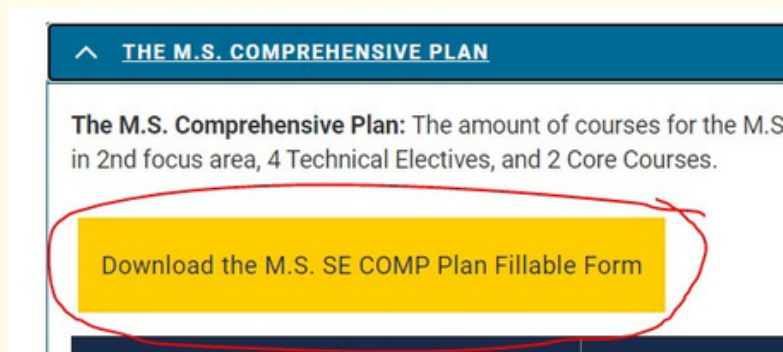 THE M.S. COMPREHENSIVE PLAN
The M.S. Comprehensive Plan: The amount of courses for the M.S
in 2nd focus area, 4 Technical Electives, and 2 Core Courses.
Download the M.S. SE COMP Plan Fillable Form